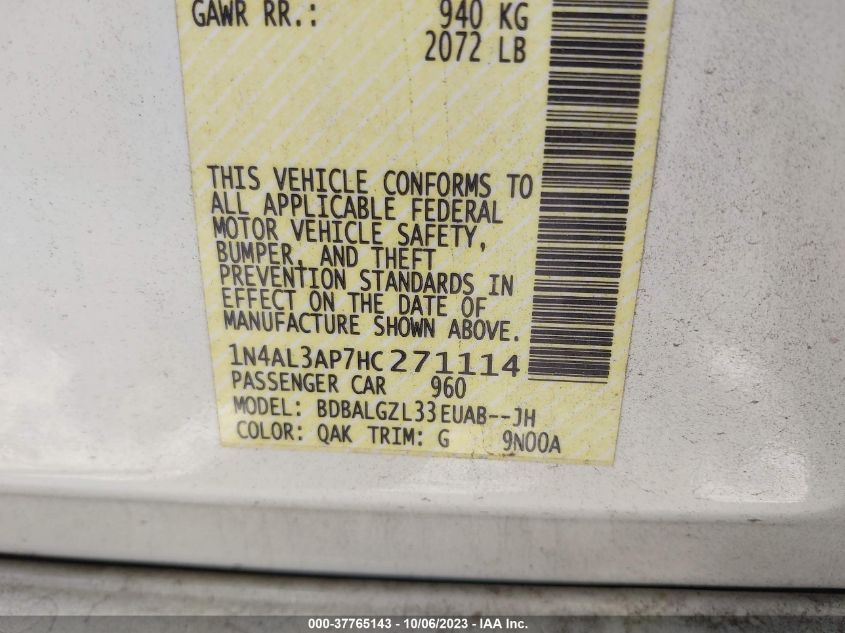 GAWR RR.: 940 KG
2072 LB
THIS VEHICLE CONFORMS TO
ALL APPLICABLE FEDERAL
MOTOR VEHICLE SAFETY,
BUMPER, AND THEFT
PREVENTION STANDARDS IN
EFFECT ON THE DATE OF
MANUFACTURE SHOWN ABOVE.
1N4AL3AP7HC271114
PASSENGER CAR 960
MODEL: BDBALGZL33EUAB--JH
COLOR: QAK TRIM: G 9N00A
000-37765143 - 10/06/2023 - IAA Inc.